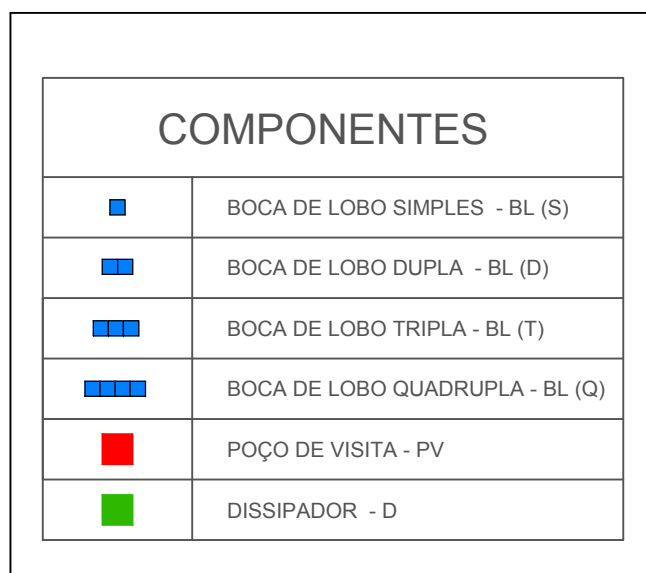 COMPONENTES
BOCA DE LOBO SIMPLES - BL (S)
BOCA DE LOBO DUPLA - BL (D)
BOCA DE LOBO TRIPLA - BL (T)
BOCA DE LOBO QUADRUPLA - BL (Q)
POÇO DE VISITA - PV
DISSIPADOR - D